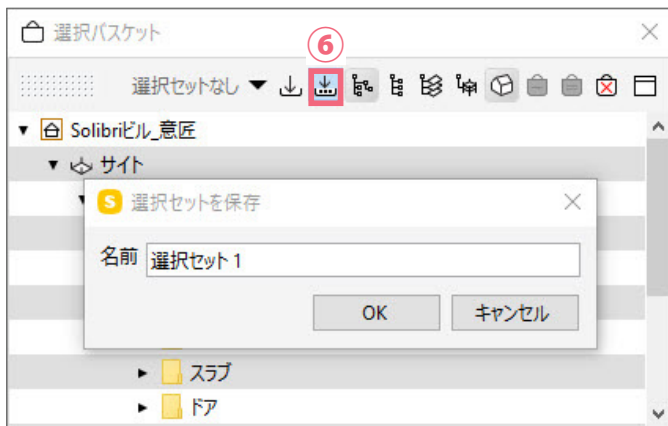 選択バスケット
⑥
選択セットなし
Solibriビル_意匠
サイト
S 選択セットを保存
名前 選択セット 1
OK キャンセル
スラブ
ドア